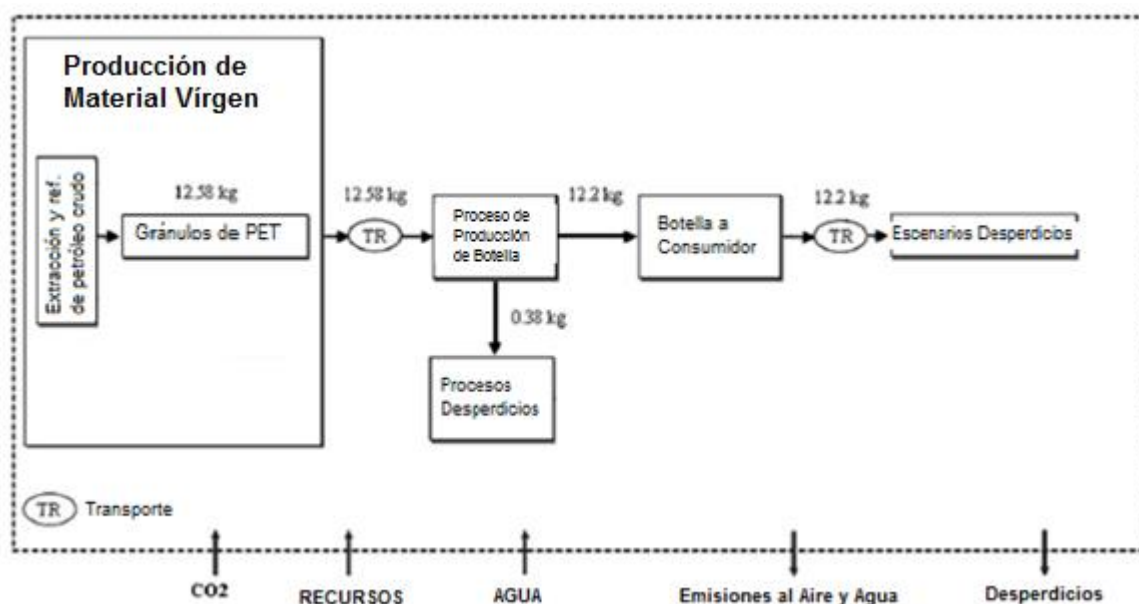 Producción de
Material Vírgen
Extracción y ref.
de petróleo crudo
12.58 kg
Gránulos de PET
12.58 kg
TR
Proceso de
Producción
de Botella
12.2 kg
Botella a
Consumidor
12.2 kg
TR
Escenarios Desperdicios
0.38 kg
Procesos
Desperdicios
TR Transporte
CO2
RECURSOS
AGUA
Emisiones al Aire y Agua
Desperdicios